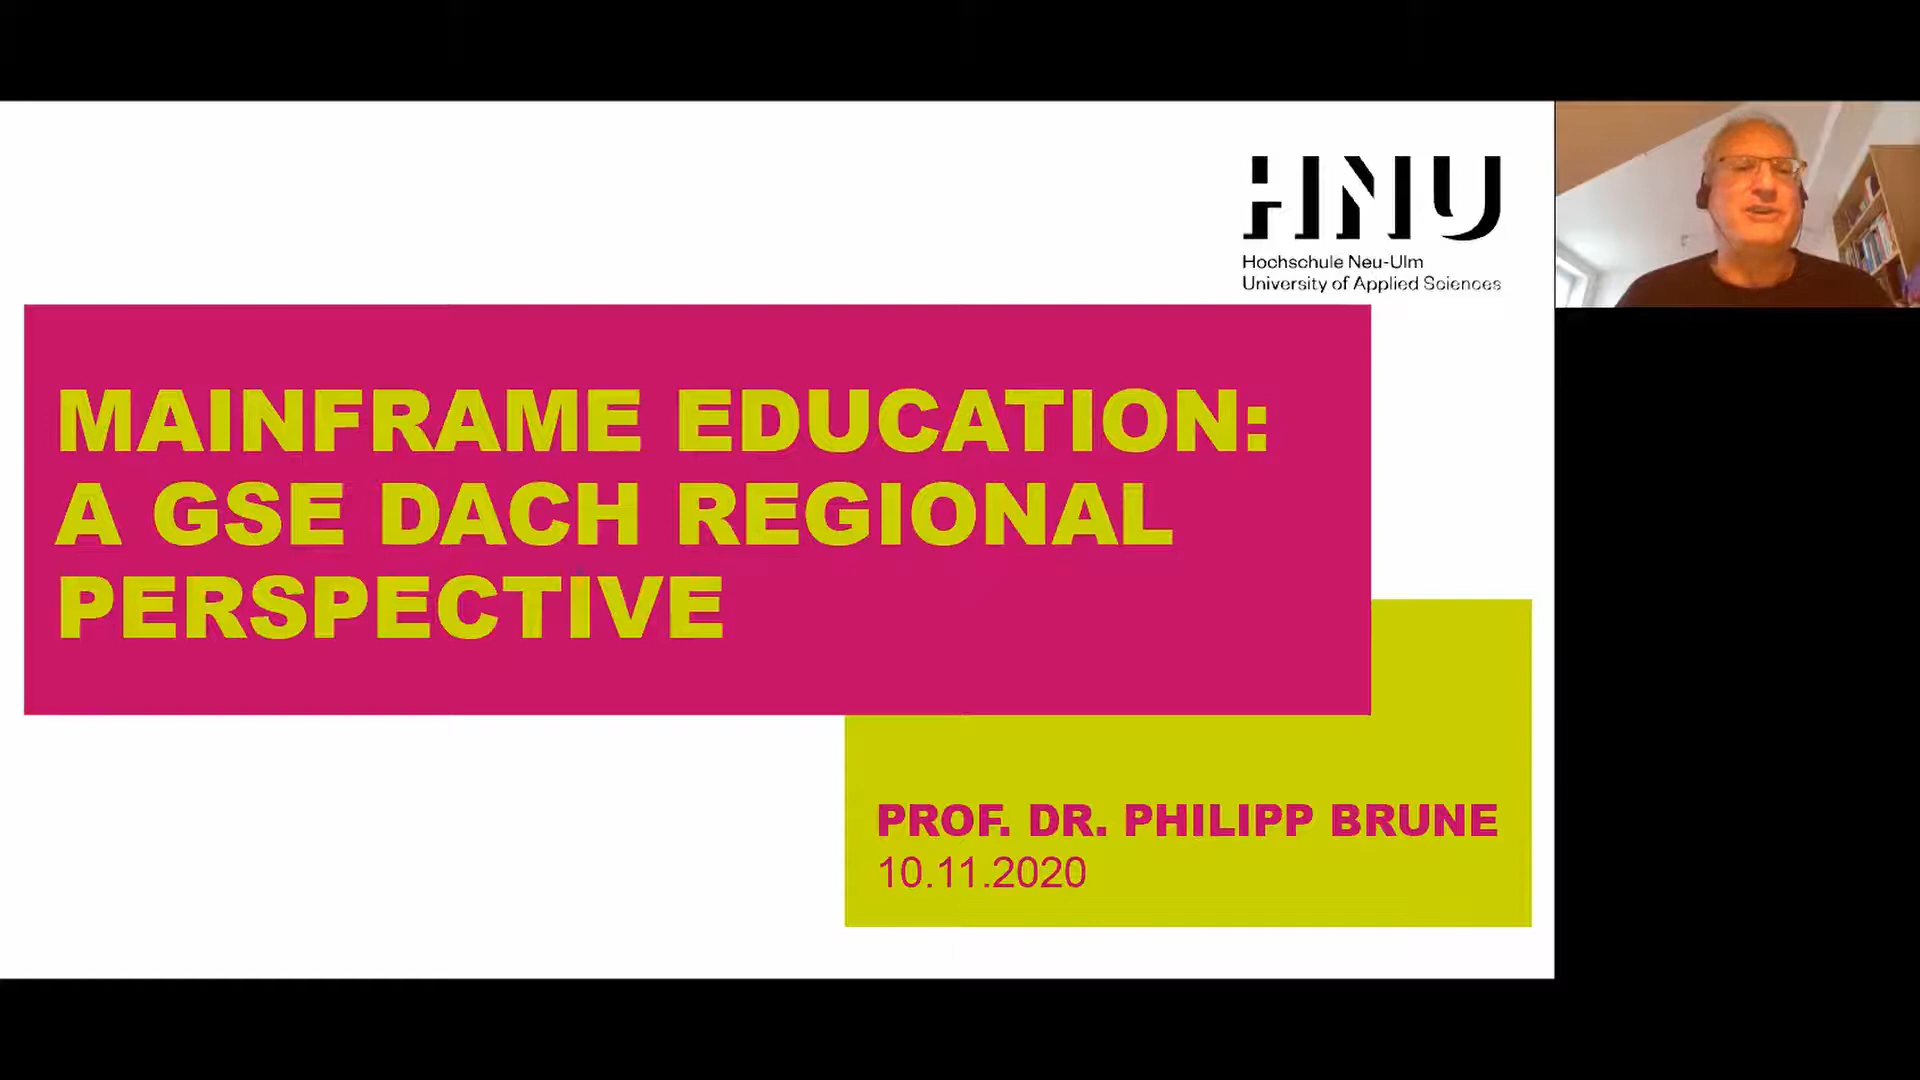 HNU
Hochschule Neu-Ulm
University of Applied Sciences
MAINFRAME EDUCATION:
A GSE DACH REGIONAL
PERSPECTIVE
PROF. DR. PHILIPP BRUNE
10.11.2020